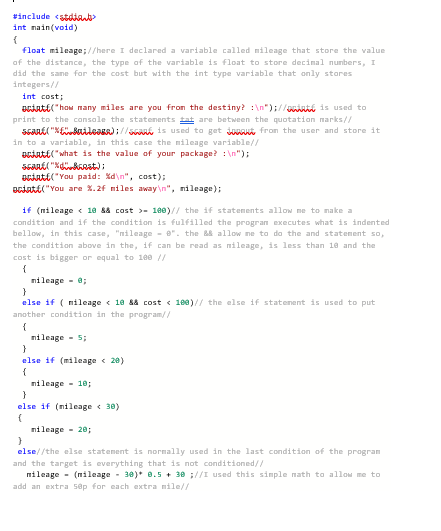 #include <stdio.h>
int main(void)
{
float mileage;//here I declared a variable called mileage that store the value
of the distance, the type of the variable is float to store decimal numbers, I
did the same for the cost but with the int type variable that only stores
integers//
int cost;
printf("how many miles are you from the destiny? :\n");//printf is used to
print to the console the statements tat are between the quotation marks//
scanf("%f",&mileage);//scanf is used to get innout from the user and store it
in to a variable, in this case the mileage variable//
printf("what is the value of your package? :\n");
scanf("%d",&cost);
printf("You paid: %d\n", cost);
printf("You are %.2f miles away\n", mileage);
if (mileage < 10 && cost >= 100)// the if statements allow me to make a
condition and if the condition is fulfilled the program executes what is indented
bellow, in this case, "mileage = 0". the && allow me to do the and statement so,
the condition above in the, if can be read as mileage, is less than 10 and the
cost is bigger or equal to 100 //
{
mileage = 0;
}
else if ( mileage < 10 && cost < 100)// the else if statement is used to put
another condition in the program//
{
mileage = 5;
}
else if (mileage < 20)
{
mileage = 10;
}
else if (mileage < 30)
{
mileage = 20;
}
else//the else statement is normally used in the last condition of the program
and the target is everything that is not conditioned//
mileage = (mileage - 30)* 0.5 + 30 ;//I used this simple math to allow me to
add an extra 50p for each extra mile//